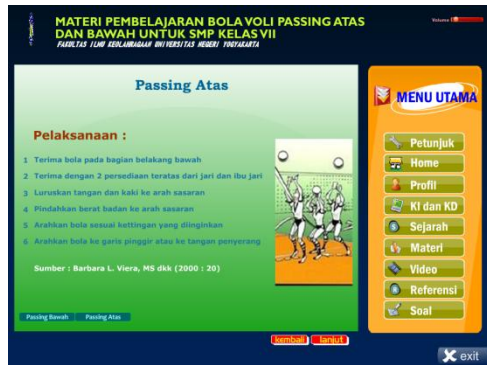 MATERI PEMBELAJARAN BOLA VOLI PASSING ATAS
DAN BAWAH UNTUK SMP KELAS VII
FAKULTAS ILMU KEOLAHRAGAAN UNIVERSITAS NEGERI YOGYAKARTA
Volume
Passing Atas
Pelaksanaan :
1 Terima bola pada bagian belakang bawah
2 Terima dengan 2 persediaan teratas dari jari dan ibu jari
3 Luruskan tangan dan kaki ke arah sasaran
4 Pindahkan berat badan ke arah sasaran
5 Arahkan bola sesuai kettingan yang diinginkan
6 Arahkan bola ke garis pinggir atau ke tangan penyerang
Sumber : Barbara L. Viera, MS dkk (2000 : 20)
Passing Bawah
Passing Atas
kembali
lanjut
MENU UTAMA
Petunjuk
Home
Profil
KI dan KD
Sejarah
Materi
Video
Referensi
Soal
exit